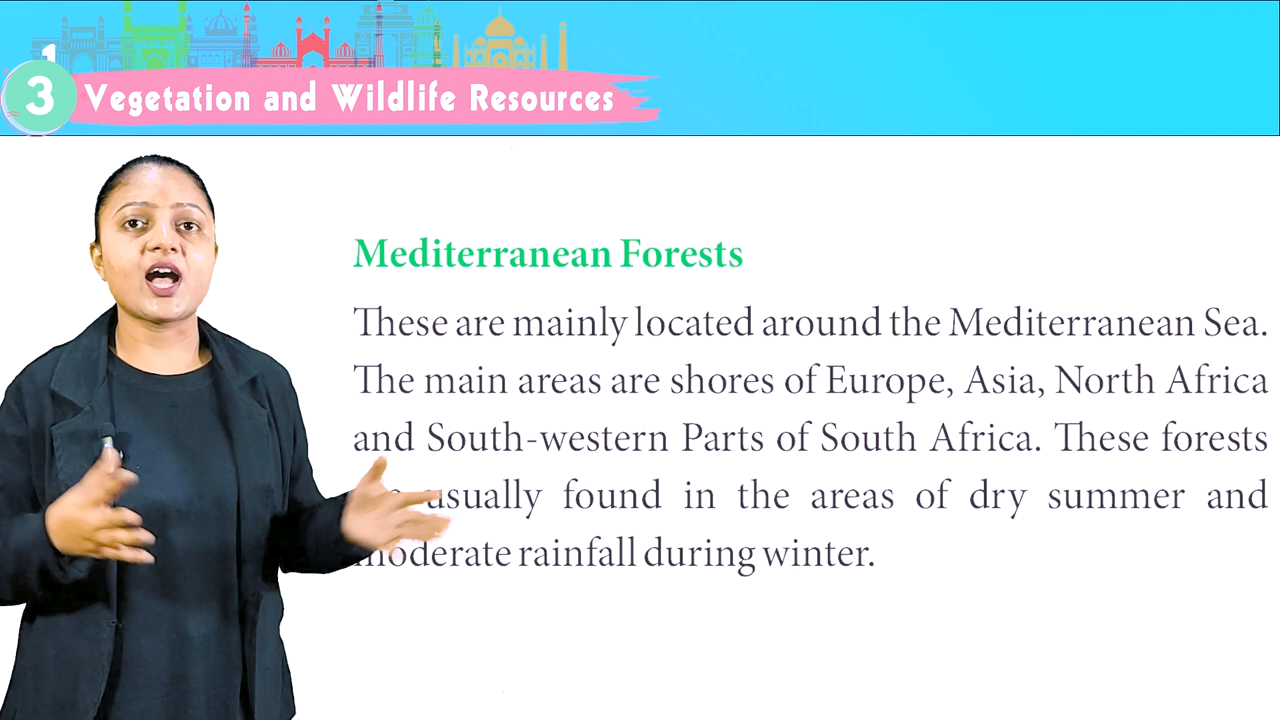 1
3
Vegetation and Wildlife Resources
Mediterranean Forests
These are mainly located around the Mediterranean Sea.
The main areas are shores of Europe, Asia, North Africa
and South-western Parts of South Africa. These forests
usually found in the areas of dry summer and
moderate rainfall during winter.